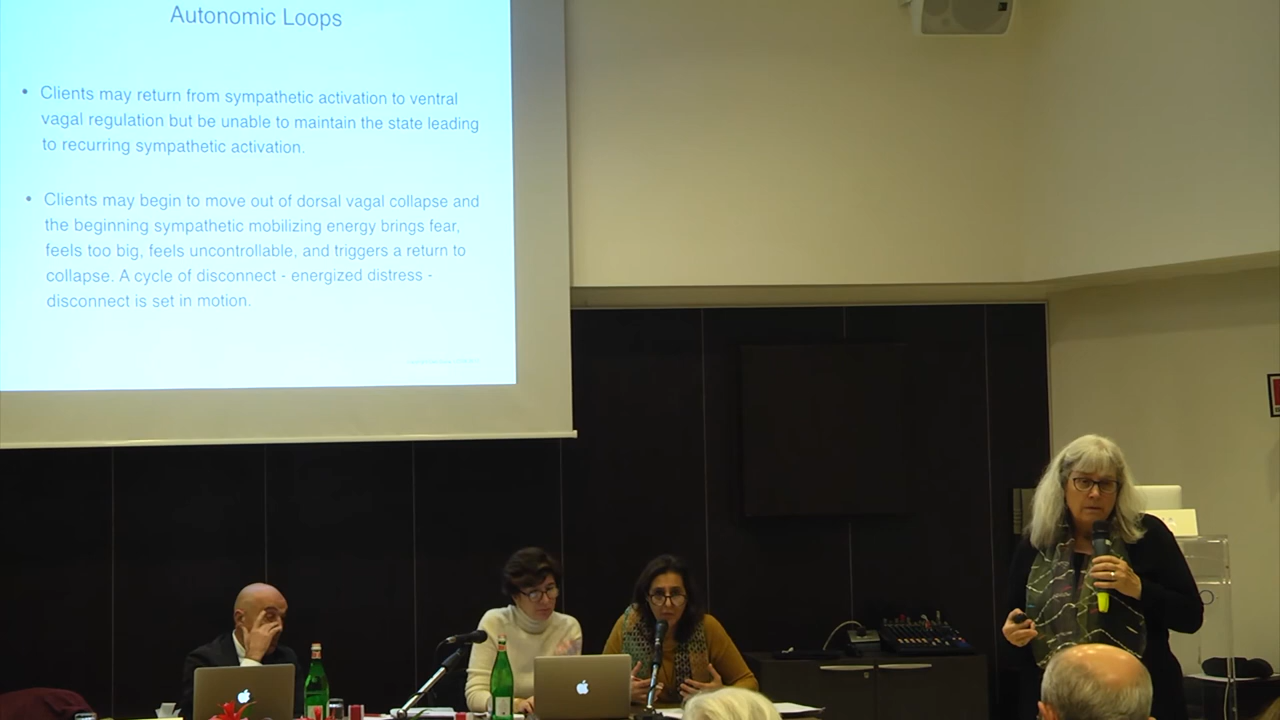 Autonomic Loops
• Clients may return from sympathetic activation to ventral
vagal regulation but be unable to maintain the state leading
to recurring sympathetic activation.
• Clients may begin to move out of dorsal vagal collapse and
the beginning sympathetic mobilizing energy brings fear,
feels too big, feels uncontrollable, and triggers a return to
collapse. A cycle of disconnect - energized distress -
disconnect is set in motion.